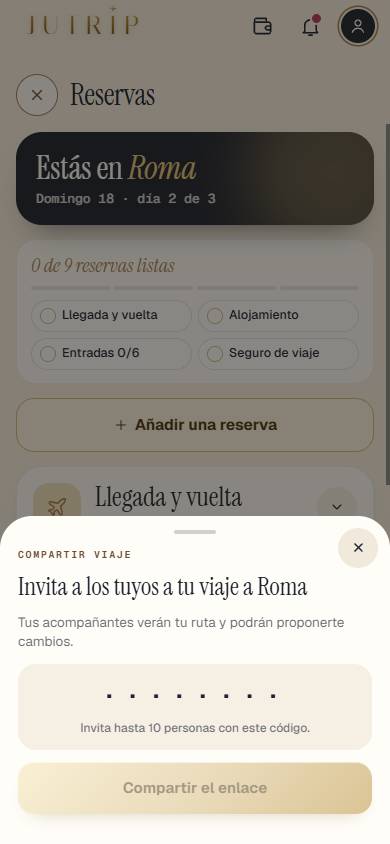 JUTRIP
Reservas
Estás en Roma
Domingo 18 · día 2 de 3
0 de 9 reservas listas
Llegada y vuelta
Alojamiento
Entradas 0/6
Seguro de viaje
+ Añadir una reserva
Llegada y vuelta
COMPARTIR VIAJE
Invita a los tuyos a tu viaje a Roma
Tus acompañantes verán tu ruta y podrán proponerte
cambios.
· · · · · · · ·
Invita hasta 10 personas con este código.
Compartir el enlace